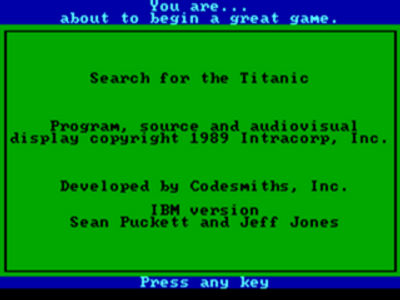 You are...
about to begin a great game.
Search for the Titanic
Program, source and audiovisual
display copyright 1989 Intracorp, Inc.
Developed by Codesmiths, Inc.
IBM version
Sean Puckett and Jeff Jones
Press any key